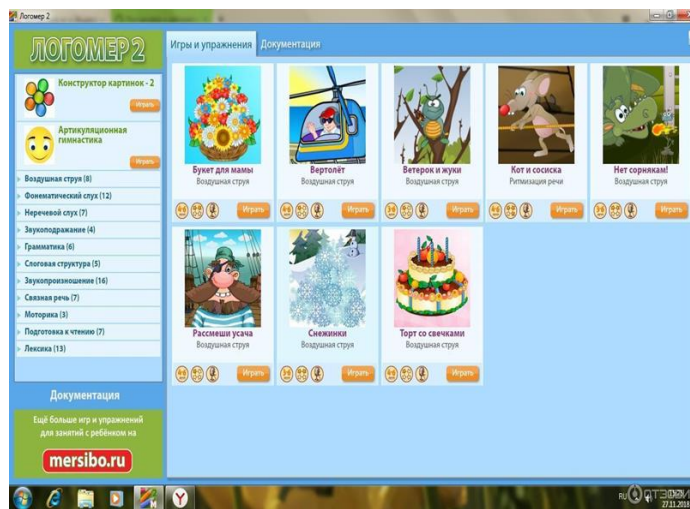 Логомер 2
ЛОГОМЕР 2
Игры и упражнения
Документация
Конструктор картинок - 2
Играть
Артикуляционная
гимнастика
Играть
Воздушная струя (8)
Фонематический слух (12)
Неречевой слух (7)
Звукоподражание (4)
Грамматика (6)
Слоговая структура (5)
Звукопроизношение (16)
Связная речь (7)
Моторика (3)
Подготовка к чтению (7)
Лексика (13)
Документация
Ещё больше игр и упражнений
для занятий с ребёнком на
mersibo.ru
Букет для мамы
Воздушная струя
Играть
Вертолёт
Воздушная струя
Играть
Ветерок и жуки
Воздушная струя
Играть
Кот и сосиска
Ритмизация речи
Играть
Нет сорнякам!
Воздушная струя
Играть
Рассмеши усача
Воздушная струя
Играть
Снежинки
Воздушная струя
Играть
Торт со свечками
Воздушная струя
Играть
RU
27.11.2018